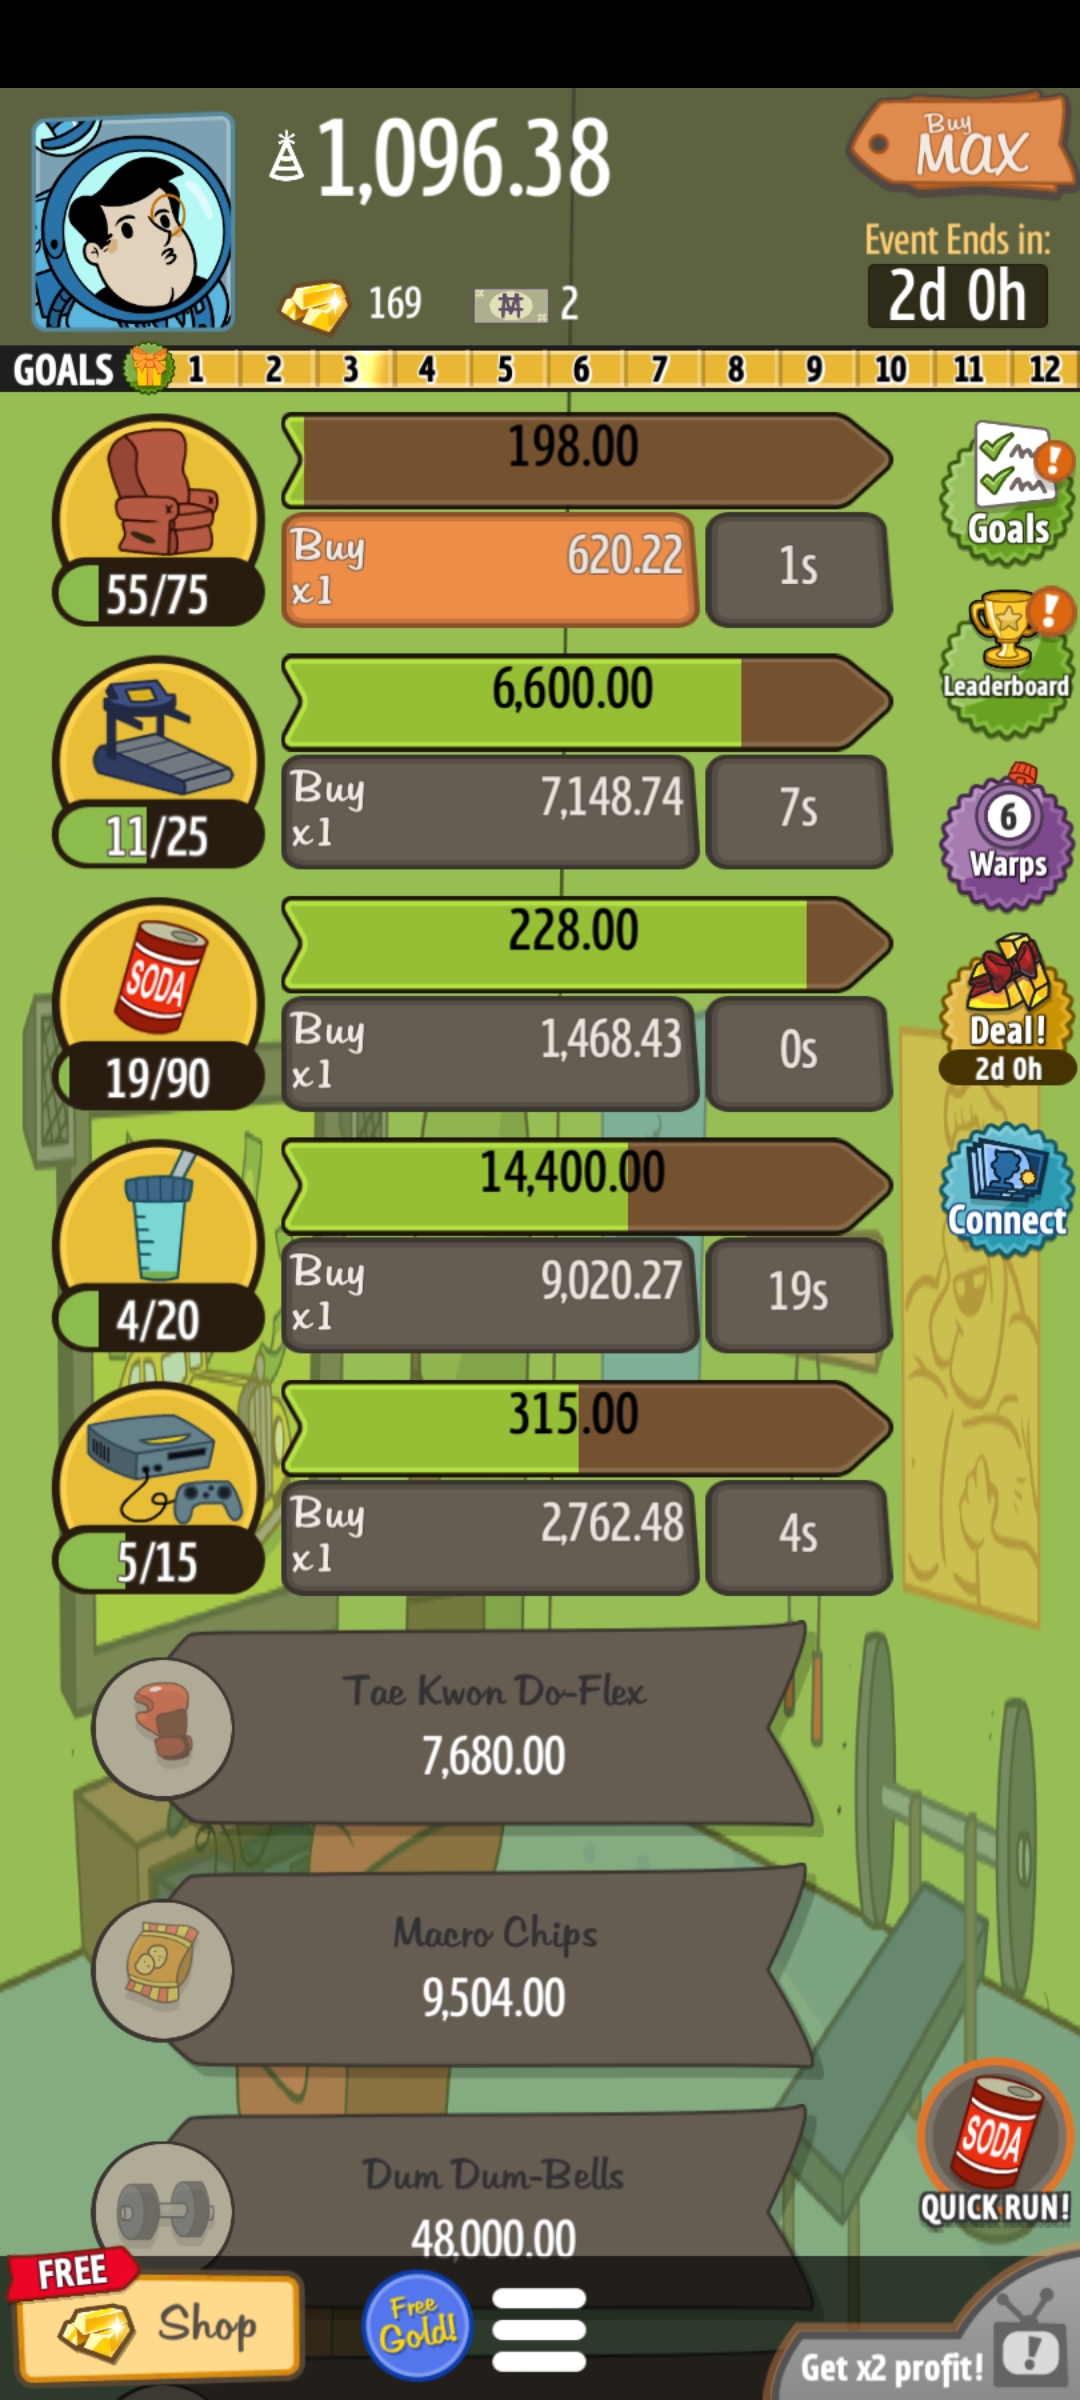 1,096.38
Buy
MAX
Event Ends in:
2d 0h
169
2
GOALS 1 2 3 4 5 6 7 8 9 10 11 12
198.00
Buy
x1
620.22
1s
55/75
Goals
6,600.00
Buy
x1
7,148.74
7s
11/25
Leaderboard
6
Warps
228.00
SODA
Buy
x1
1,468.43
0s
19/90
Deal!
2d 0h
14,400.00
Buy
x1
9,020.27
19s
4/20
Connect
315.00
Buy
x1
2,762.48
4s
5/15
Tae Kwon Do-Flex
7,680.00
Macro Chips
9,504.00
Dum Dum-Bells
48,000.00
SODA
QUICK RUN!
FREE
Shop
Free
Gold!
Get x2 profit!